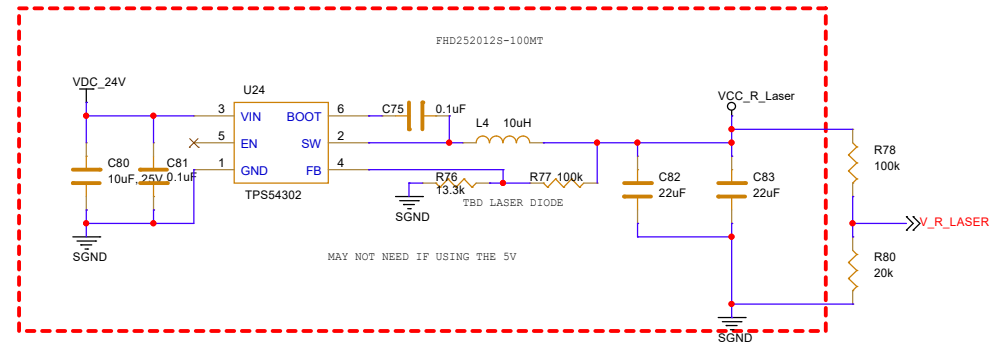 FHD252012S-100MT
VDC_24V
U24
VCC_R_Laser
3 VIN BOOT 6
C75 0.1uF
L4 10uH
5 EN SW 2
R78
100k
1 GND FB 4
C80
10uF, 25V
C81
0.1uF
R76
13.3k
R77 100k
C82
22uF
C83
22uF
TPS54302
TBD LASER DIODE
SGND
V_R_LASER
SGND
MAY NOT NEED IF USING THE 5V
R80
20k
SGND